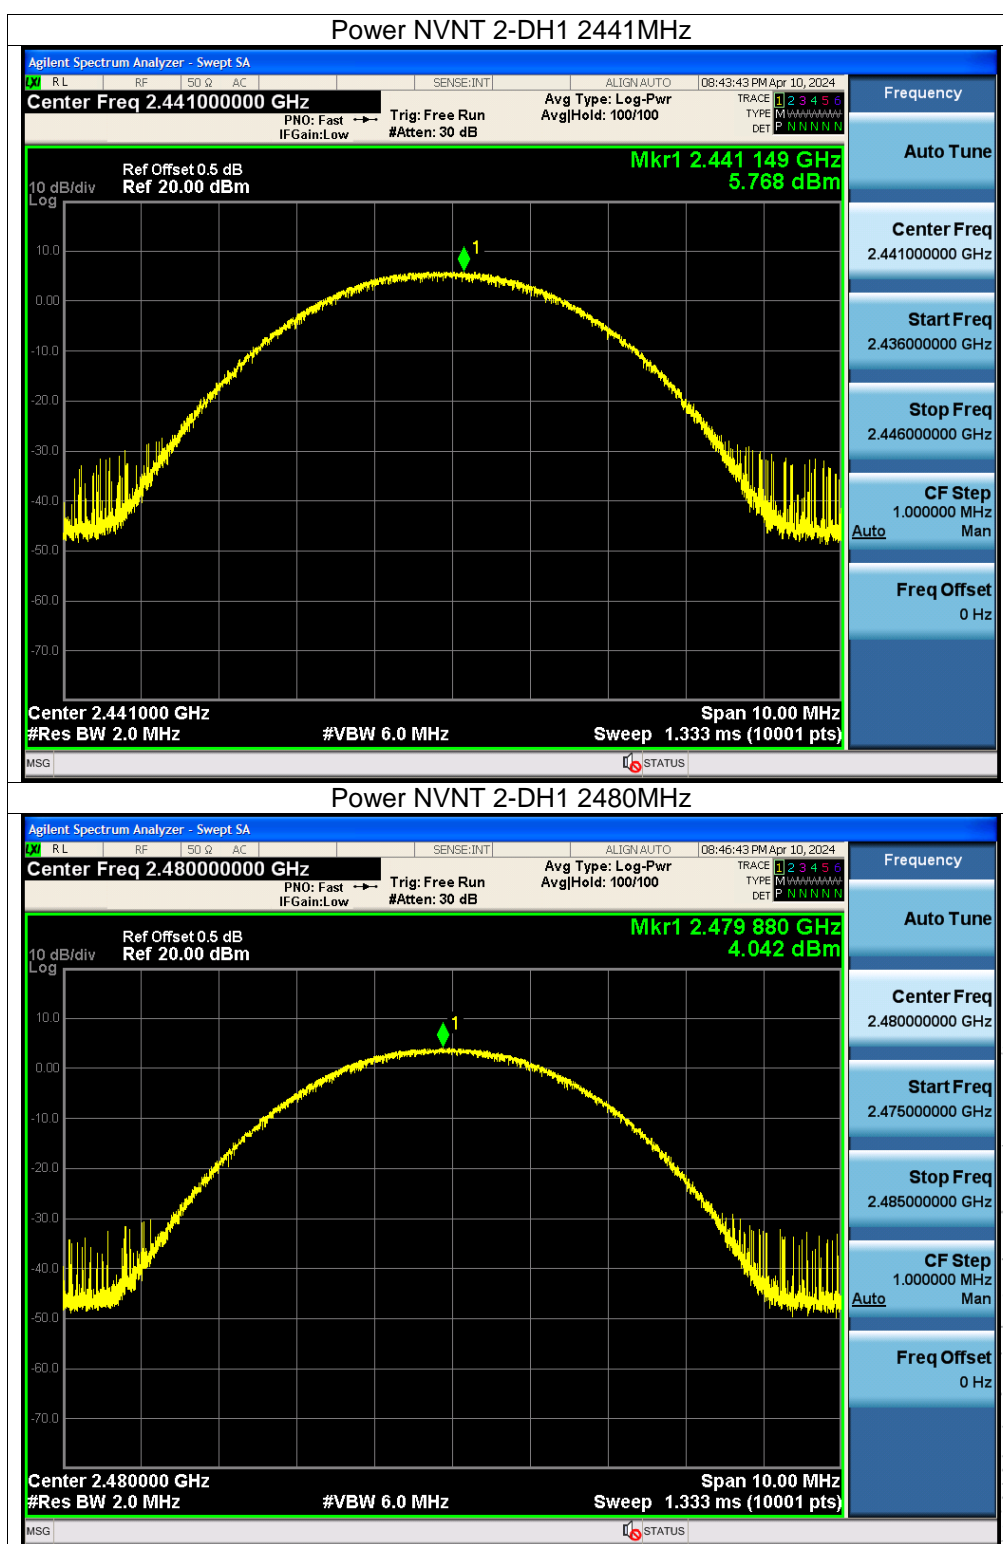 Power NVNT 2-DH1 2441MHz
Agilent Spectrum Analyzer - Swept SA
LXI RL RF 50 Ω AC SENSE:INT ALIGN AUTO 08:43:43 PM Apr 10, 2024
Center Freq 2.441000000 GHz
PNO: Fast
IFGain:Low
Trig: Free Run
#Atten: 30 dB
Avg Type: Log-Pwr
Avg|Hold: 100/100
TRACE 1 2 3 4 5 6
TYPE M W W W W W
DET P N N N N N
Frequency
Mkr1 2.441 149 GHz
5.768 dBm
Ref Offset 0.5 dB
10 dB/div Ref 20.00 dBm
Log
1
10.0
0.00
-10.0
-20.0
-30.0
-40.0
-50.0
-60.0
-70.0
Center 2.441000 GHz Span 10.00 MHz
#Res BW 2.0 MHz #VBW 6.0 MHz Sweep 1.333 ms (10001 pts)
MSG STATUS
Auto Tune
Center Freq
2.441000000 GHz
Start Freq
2.436000000 GHz
Stop Freq
2.446000000 GHz
CF Step
1.000000 MHz
Auto Man
Freq Offset
0 Hz
Power NVNT 2-DH1 2480MHz
Agilent Spectrum Analyzer - Swept SA
LXI RL RF 50 Ω AC SENSE:INT ALIGN AUTO 08:46:43 PM Apr 10, 2024
Center Freq 2.480000000 GHz
PNO: Fast
IFGain:Low
Trig: Free Run
#Atten: 30 dB
Avg Type: Log-Pwr
Avg|Hold: 100/100
TRACE 1 2 3 4 5 6
TYPE M W W W W W
DET P N N N N N
Frequency
Mkr1 2.479 880 GHz
4.042 dBm
Ref Offset 0.5 dB
10 dB/div Ref 20.00 dBm
Log
1
10.0
0.00
-10.0
-20.0
-30.0
-40.0
-50.0
-60.0
-70.0
Center 2.480000 GHz Span 10.00 MHz
#Res BW 2.0 MHz #VBW 6.0 MHz Sweep 1.333 ms (10001 pts)
MSG STATUS
Auto Tune
Center Freq
2.480000000 GHz
Start Freq
2.475000000 GHz
Stop Freq
2.485000000 GHz
CF Step
1.000000 MHz
Auto Man
Freq Offset
0 Hz